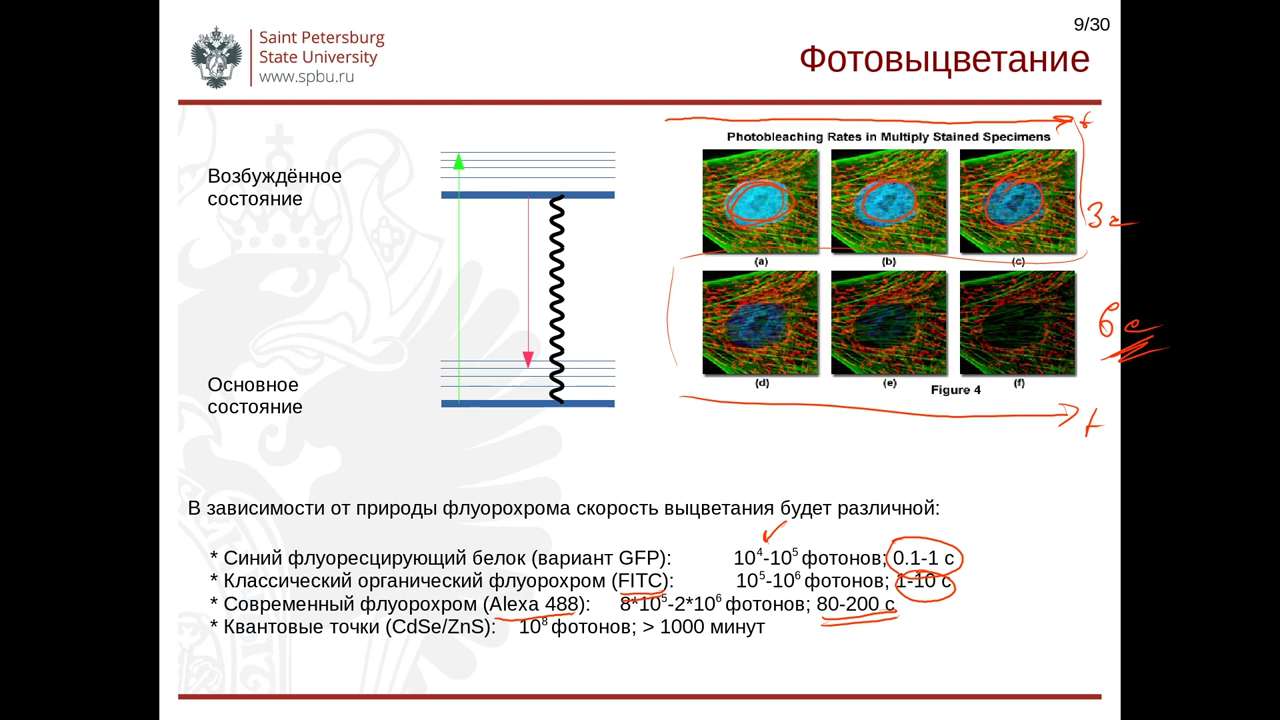 9/30
Saint Petersburg
State University
www.spbu.ru
Фотовыцветание
t
Photobleaching Rates in Multiply Stained Specimens
Возбуждённое
состояние
3
(a) (b) (c)
6 с
(d) (e) (f)
Figure 4
Основное
состояние
t
В зависимости от природы флуорохрома скорость выцветания будет различной:
* Синий флуоресцирующий белок (вариант GFP): 10⁴-10⁵ фотонов; 0.1-1 с
* Классический органический флуорохром (FITC): 10⁵-10⁶ фотонов; 1-10 с
* Современный флуорохром (Alexa 488): 8*10⁵-2*10⁶ фотонов; 80-200 с
* Квантовые точки (CdSe/ZnS): 10⁸ фотонов; > 1000 минут